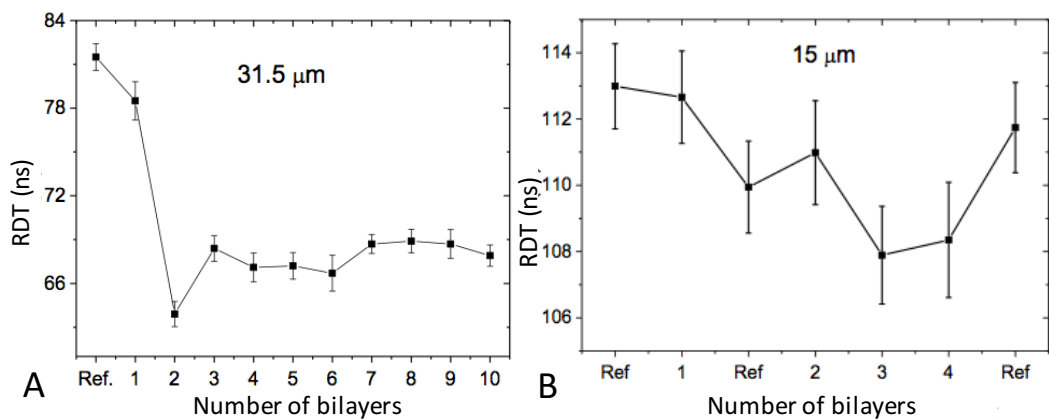 84
78
72
66
RDT (ns)
31.5 μm
Ref. 1 2 3 4 5 6 7 8 9 10
A
Number of bilayers
114
112
110
108
106
RDT (ns)
15 μm
Ref 1 Ref 2 3 4 Ref
B
Number of bilayers